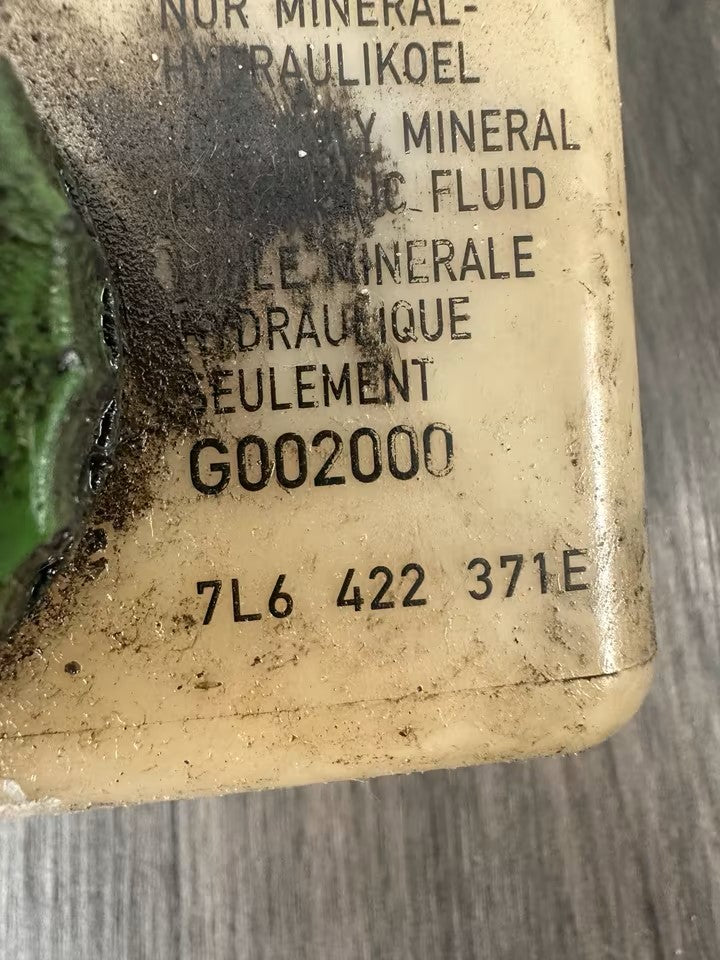 NUR MINERAL-
HYDRAULIKOEL
MINERAL
FLUID
MINERALE
HYDRAULIQUE
SEULEMENT
G002000
7L6 422 371E